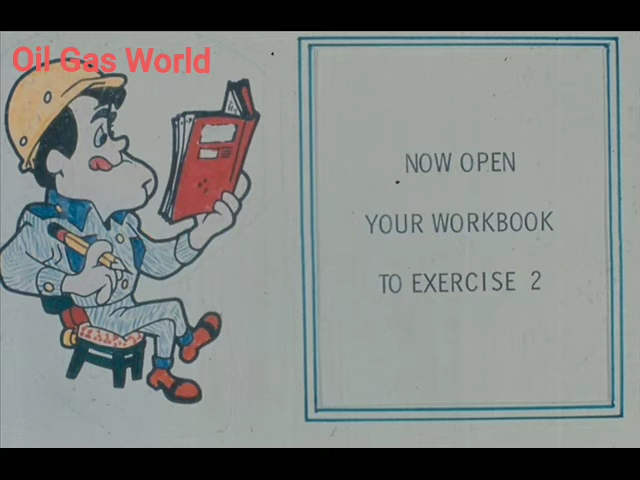 Oil Gas World
NOW OPEN
YOUR WORKBOOK
TO EXERCISE 2